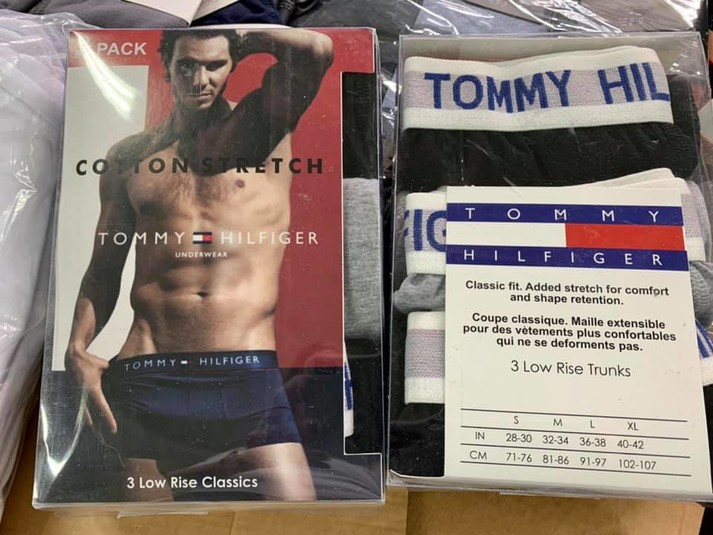 PACK
COTTON STRETCH
TOMMY HILFIGER
UNDERWEAR
TOMMY HILFIGER
3 Low Rise Classics
TOMMY HIL
FIG
TOMMY
HILFIGER
Classic fit. Added stretch for comfort
and shape retention.
Coupe classique. Maille extensible
pour des vètements plus confortables
qui ne se deforments pas.
3 Low Rise Trunks
S M L XL
IN 28-30 32-34 36-38 40-42
CM 71-76 81-86 91-97 102-107